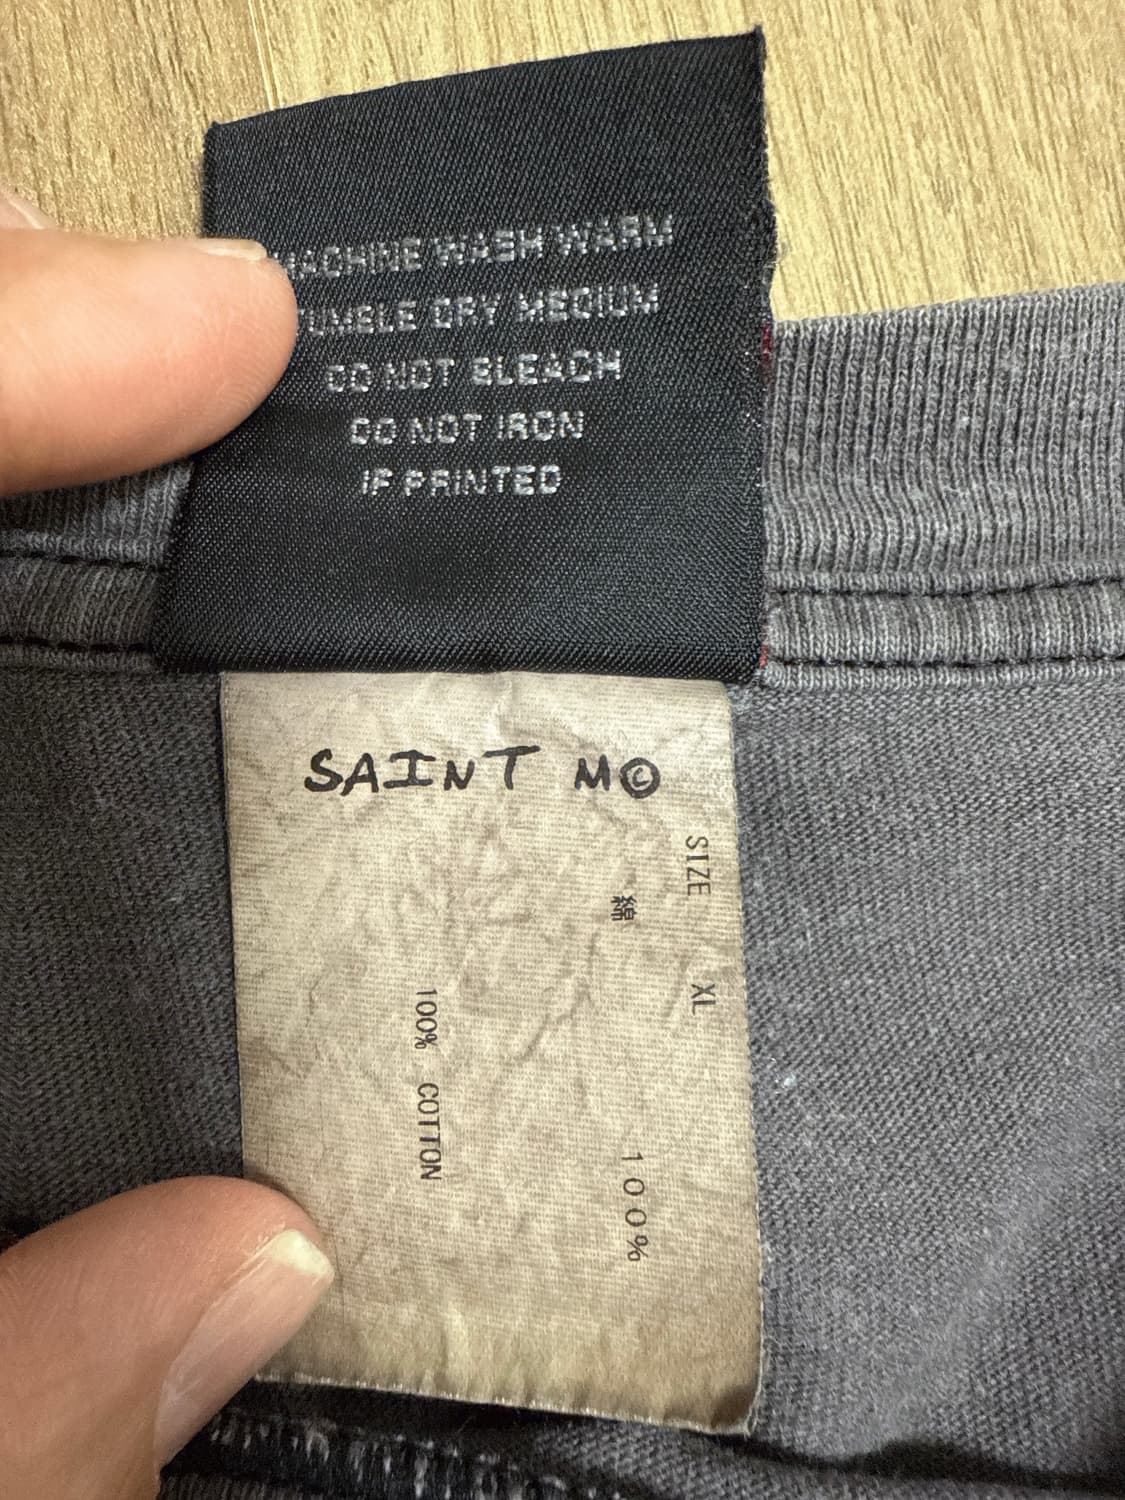 MACHINE WASH WARM
TUMBLE DRY MEDIUM
DO NOT BLEACH
DO NOT IRON
IF PRINTED
SAINT M©
SIZE XL
綿 100%
100% COTTON